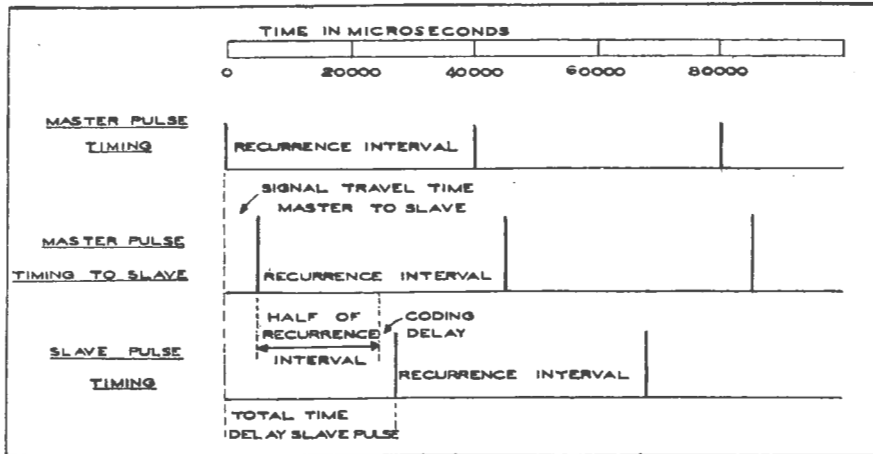 TIME IN MICROSECONDS
0 20000 40000 60000 80000
MASTER PULSE
TIMING
RECURRENCE INTERVAL
SIGNAL TRAVEL TIME
MASTER TO SLAVE
MASTER PULSE
TIMING TO SLAVE
RECURRENCE INTERVAL
HALF OF
RECURRENCE
INTERVAL
CODING
DELAY
SLAVE PULSE
TIMING
RECURRENCE INTERVAL
TOTAL TIME
DELAY SLAVE PULSE